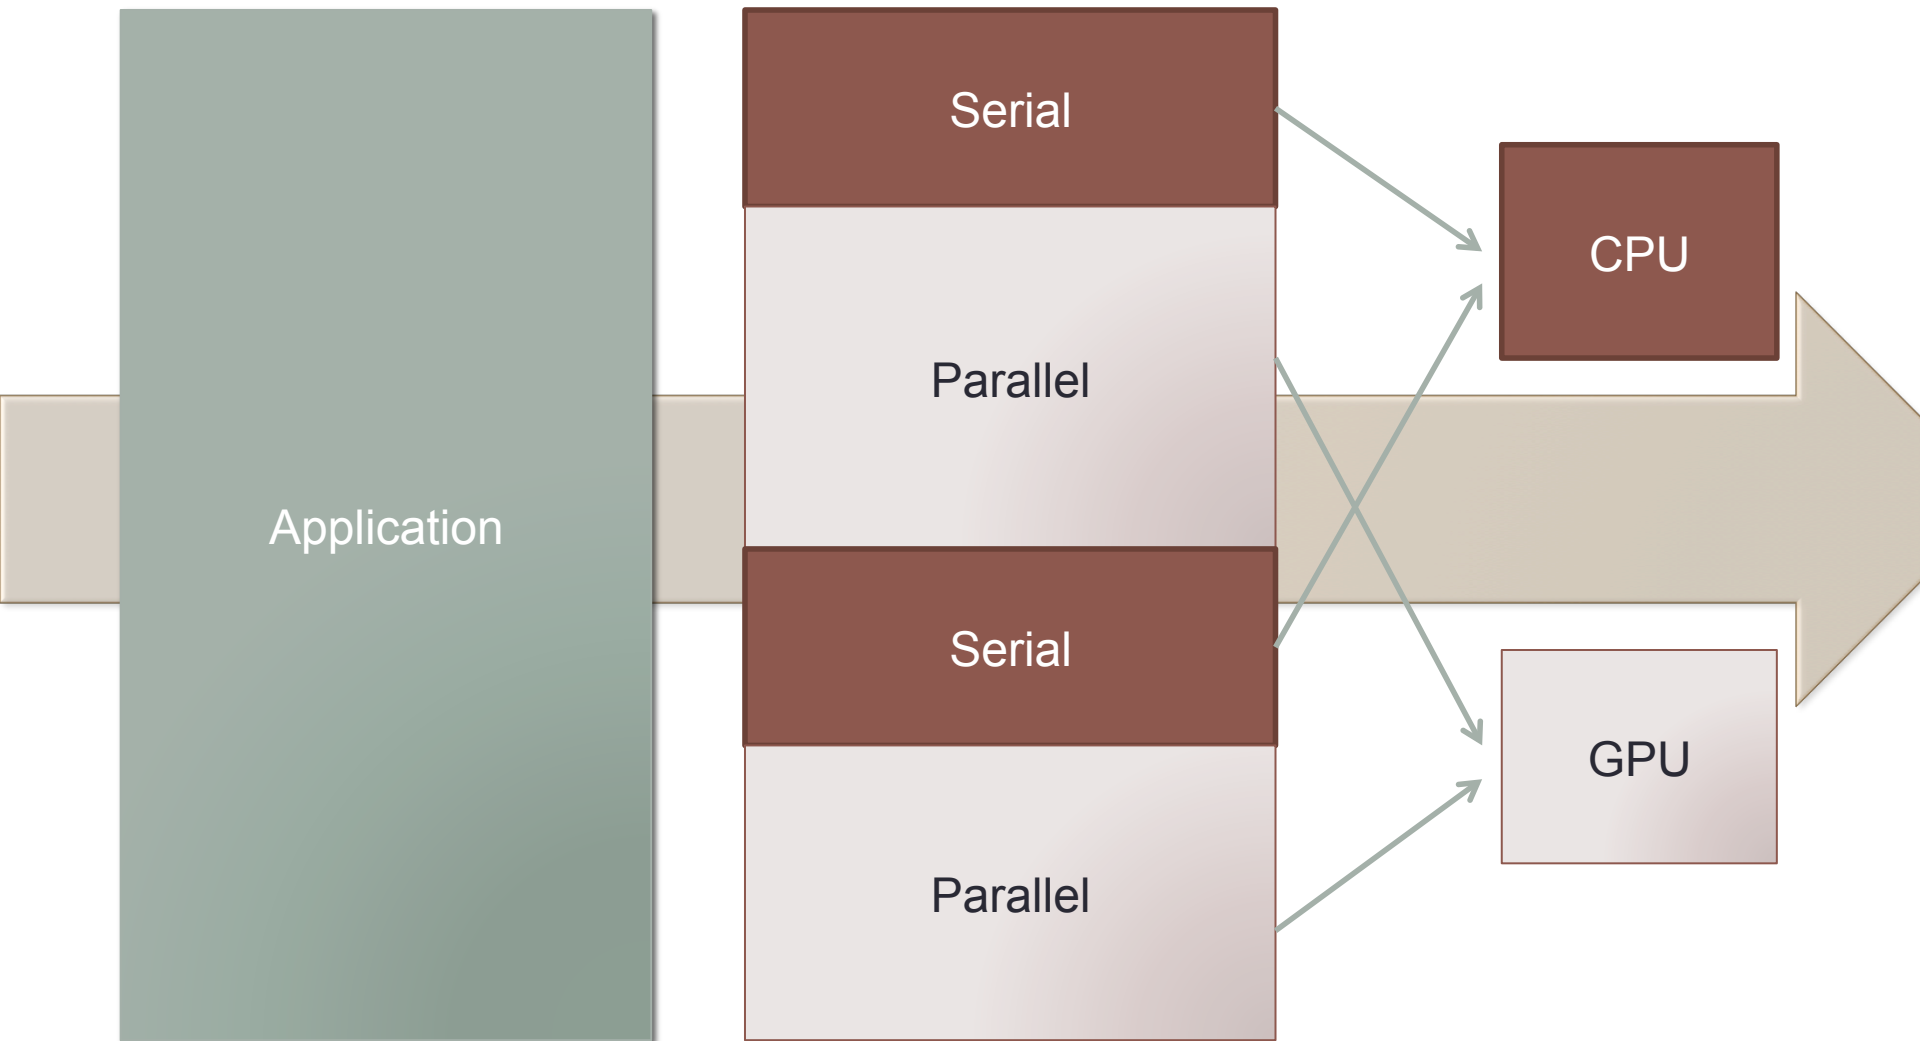 Application
Serial
Parallel
Serial
Parallel
CPU
GPU